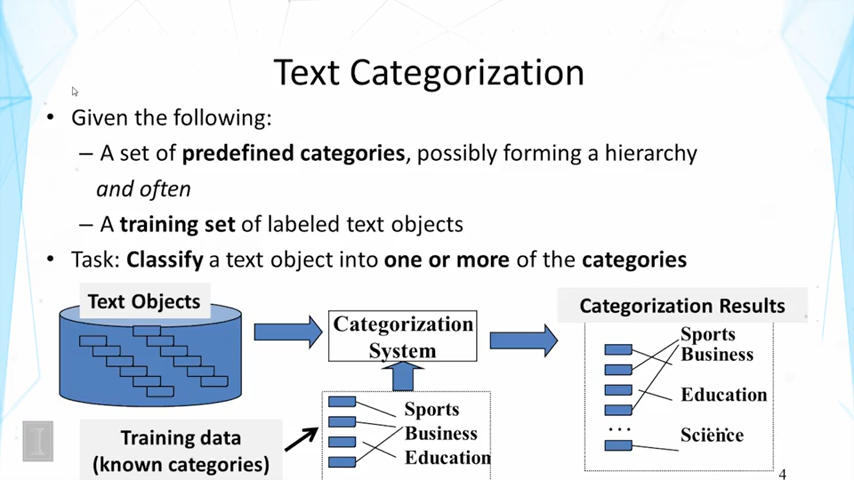 Text Categorization
• Given the following:
– A set of predefined categories, possibly forming a hierarchy
and often
– A training set of labeled text objects
• Task: Classify a text object into one or more of the categories
Text Objects
Categorization
System
Categorization Results
Sports
Business
Education
...
Science
Sports
Business
Education
Training data
(known categories)
4